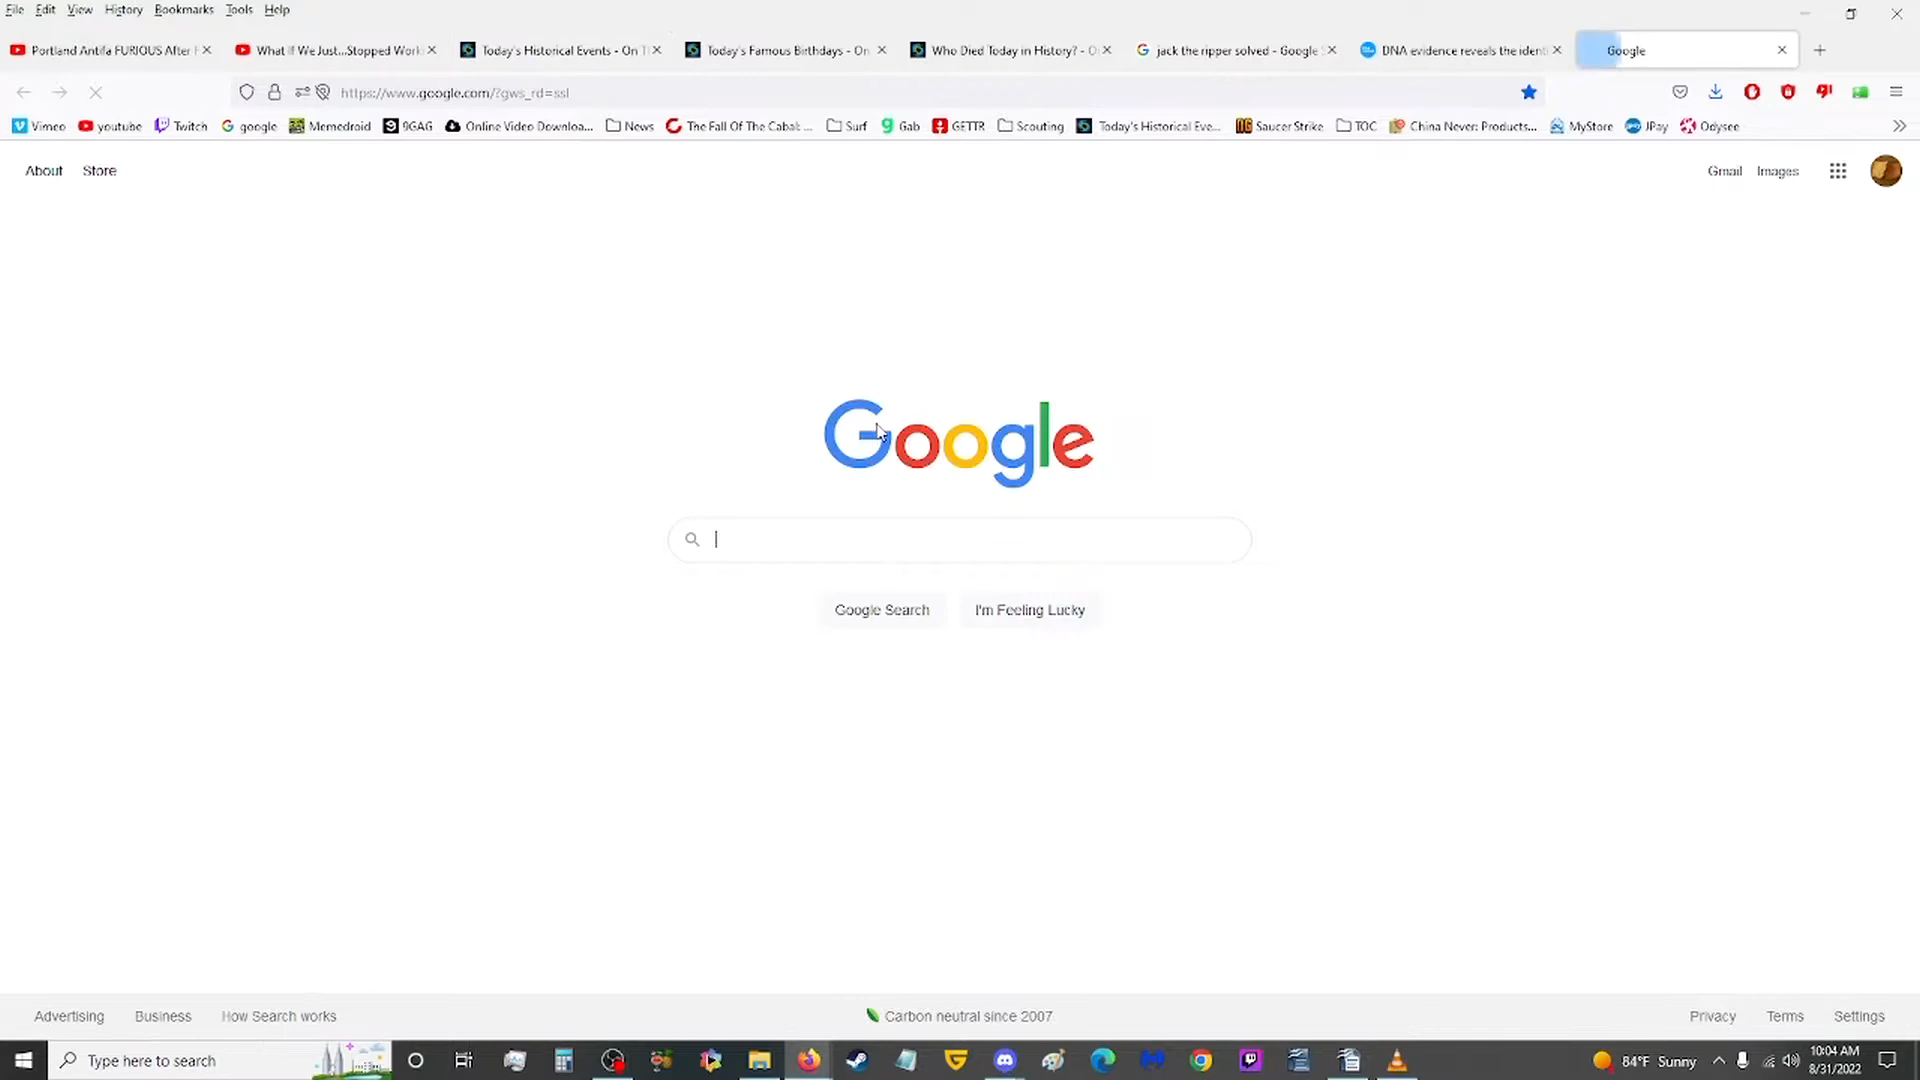 File Edit View History Bookmarks Tools Help
Portland Antifa FURIOUS After F
What If We Just...Stopped Work
Today's Historical Events - On T
Today's Famous Birthdays - On
Who Died Today in History? - O
jack the ripper solved - Google S
DNA evidence reveals the ident
Google
https://www.google.com/?gws_rd=ssl
Vimeo youtube Twitch google Memedroid 9GAG Online Video Downloa... News The Fall Of The Cabal:... Surf Gab GETTR Scouting Today's Historical Eve... Saucer Strike TOC China Never: Products... MyStore JPay Odysee
About Store Gmail Images
Google
Google Search I'm Feeling Lucky
Advertising Business How Search works Carbon neutral since 2007 Privacy Terms Settings
Type here to search 84°F Sunny 10:04 AM
8/31/2022